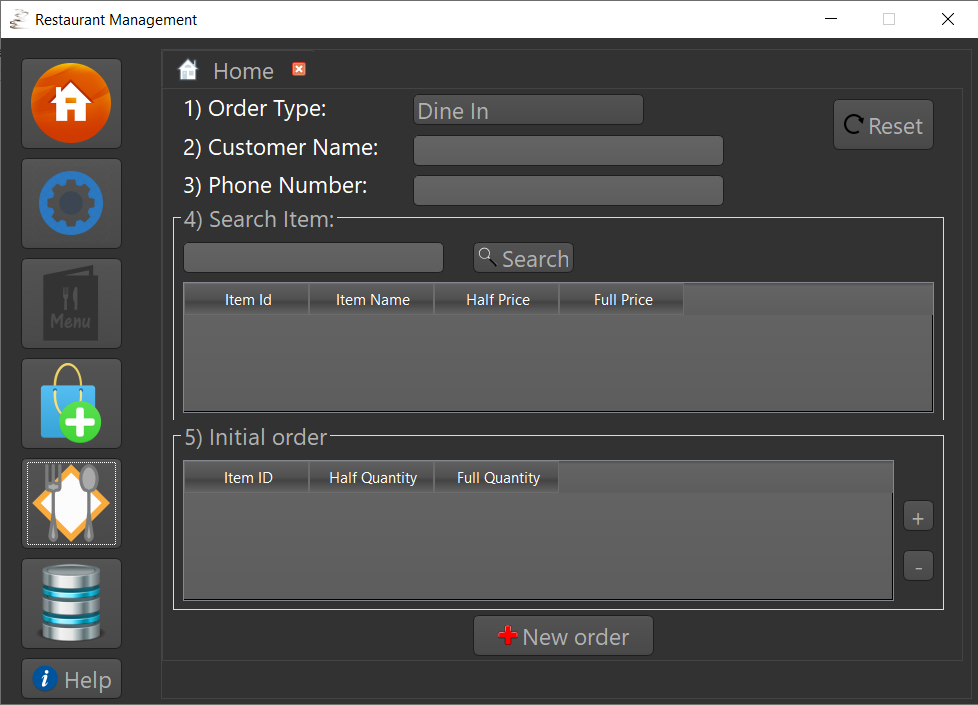 Restaurant Management
Home
1) Order Type:
Dine In
Reset
2) Customer Name:
3) Phone Number:
4) Search Item:
Search
Item Id
Item Name
Half Price
Full Price
Menu
5) Initial order
Item ID
Half Quantity
Full Quantity
+
-
New order
i
Help